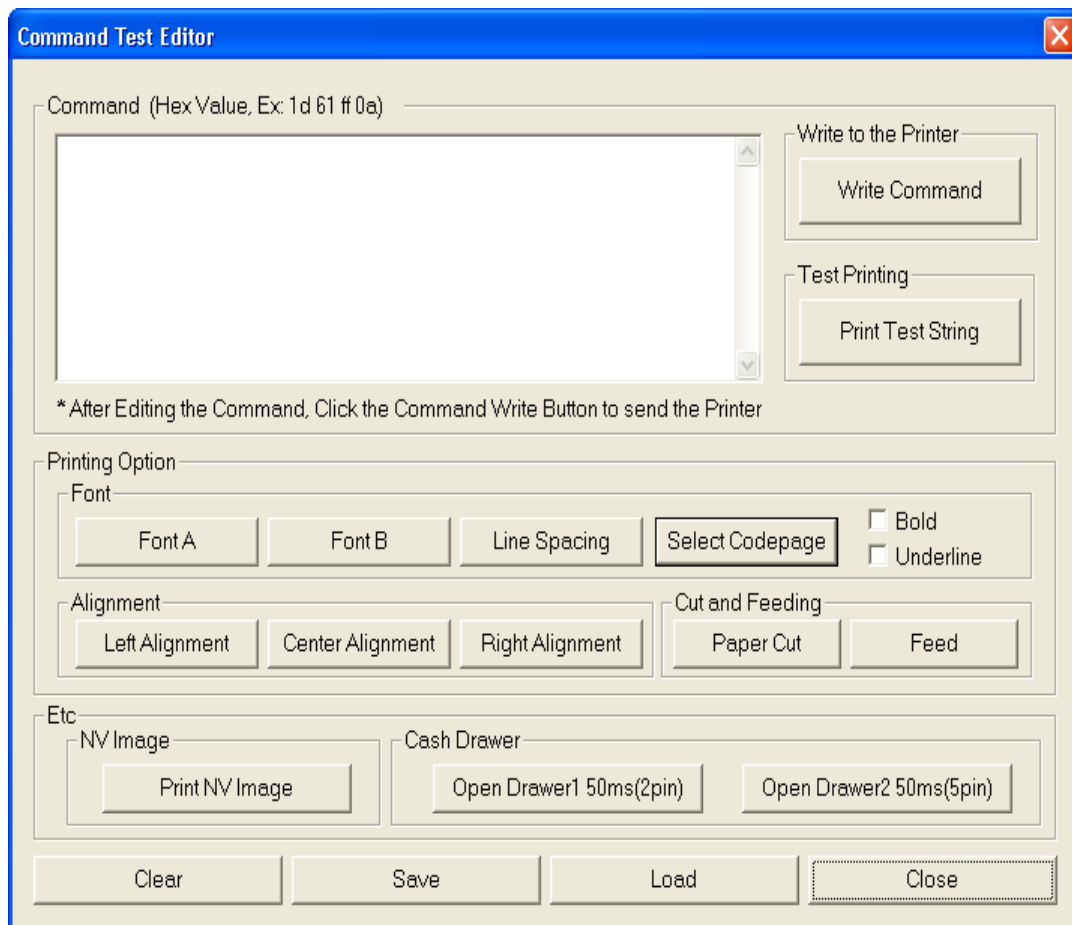 Command Test Editor
Command (Hex Value, Ex: 1d 61 ff 0a)
Write to the Printer
Write Command
Test Printing
Print Test String
* After Editing the Command, Click the Command Write Button to send the Printer
Printing Option
Font
Font A
Font B
Line Spacing
Select Codepage
Bold
Underline
Alignment
Left Alignment
Center Alignment
Right Alignment
Cut and Feeding
Paper Cut
Feed
Etc
NV Image
Print NV Image
Cash Drawer
Open Drawer1 50ms(2pin)
Open Drawer2 50ms(5pin)
Clear
Save
Load
Close